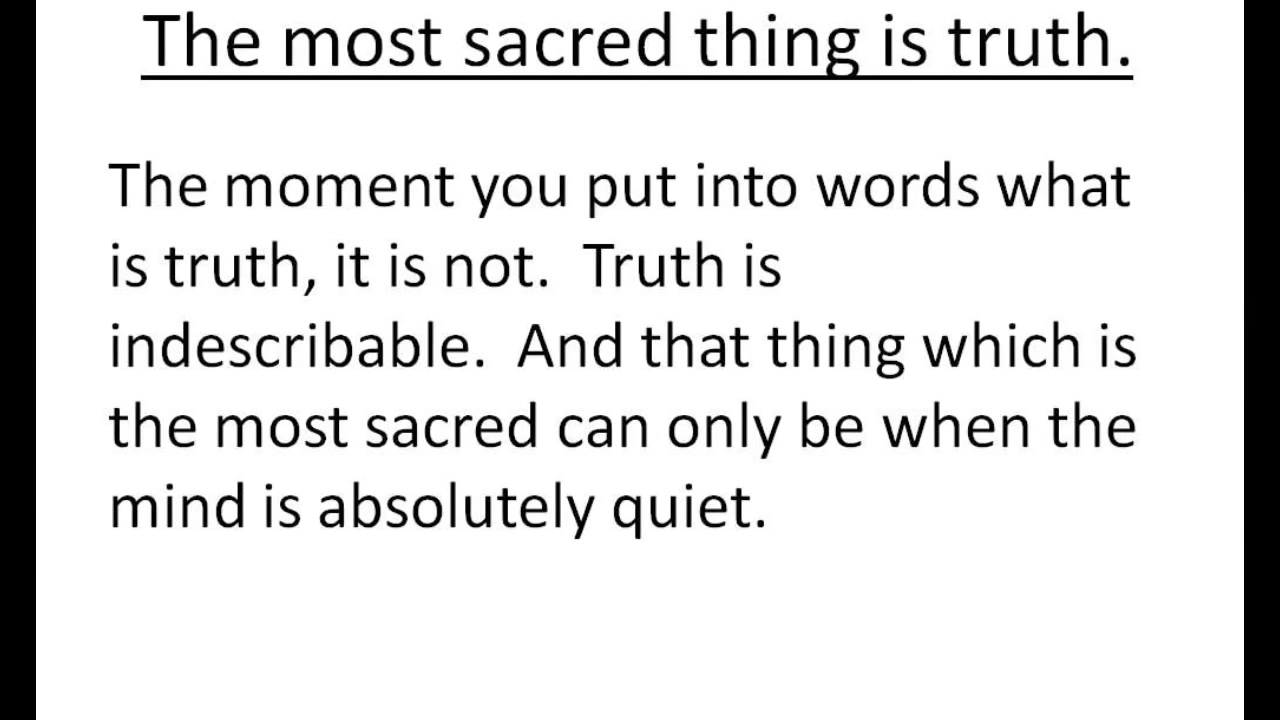 The most sacred thing is truth.
The moment you put into words what
is truth, it is not.  Truth is
indescribable.  And that thing which is
the most sacred can only be when the
mind is absolutely quiet.